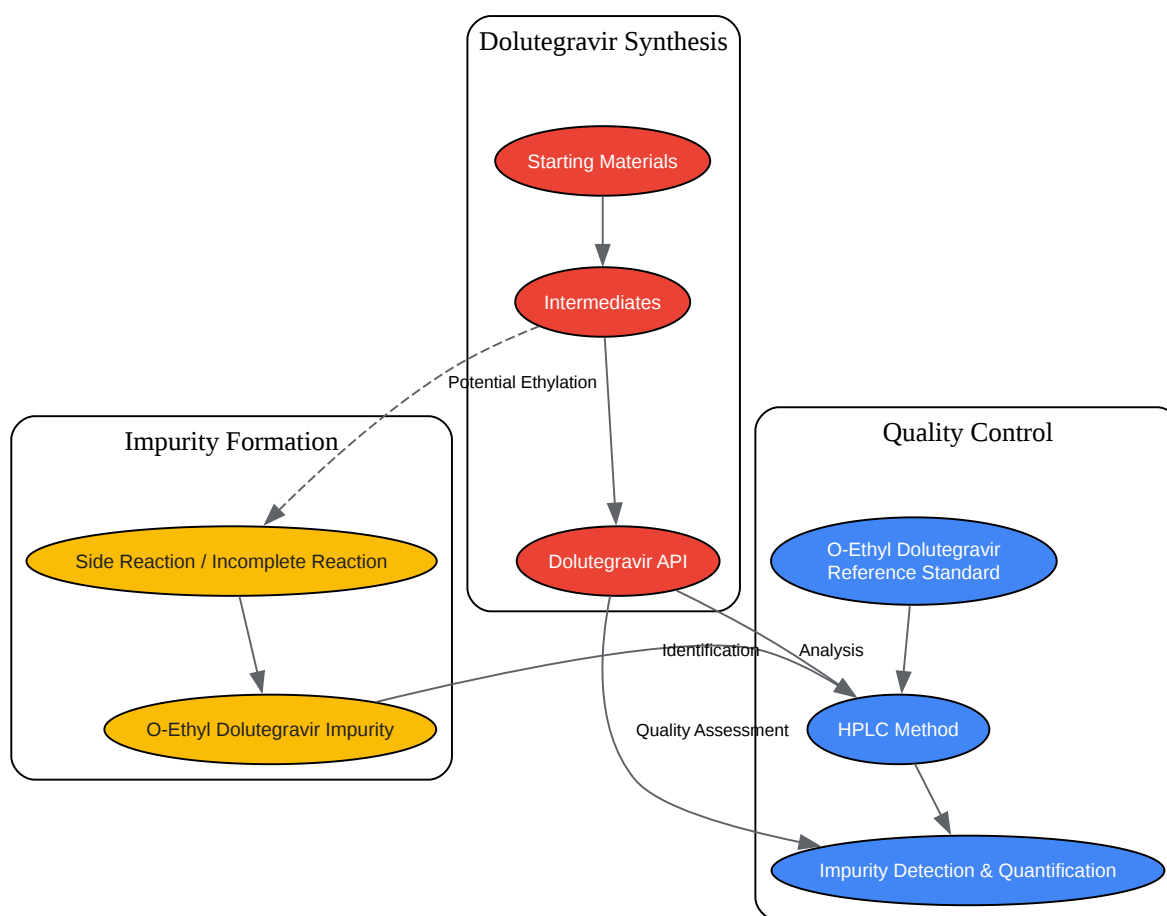 Dolutegravir Synthesis
Starting Materials
Intermediates
Potential Ethylation
Impurity Formation
Quality Control
Side Reaction / Incomplete Reaction
Dolutegravir API
O-Ethyl Dolutegravir
Reference Standard
Identification
Analysis
O-Ethyl Dolutegravir Impurity
Quality Assessment
HPLC Method
Impurity Detection & Quantification